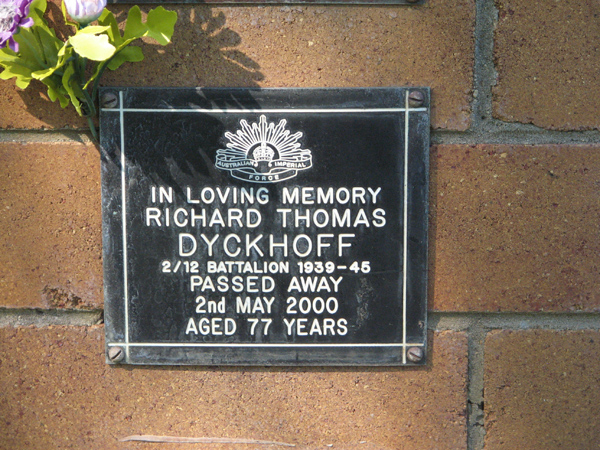 AUSTRALIAN IMPERIAL
FORCE
IN LOVING MEMORY
RICHARD THOMAS
DYCKHOFF
2/12 BATTALION 1939-45
PASSED AWAY
2nd MAY 2000
AGED 77 YEARS